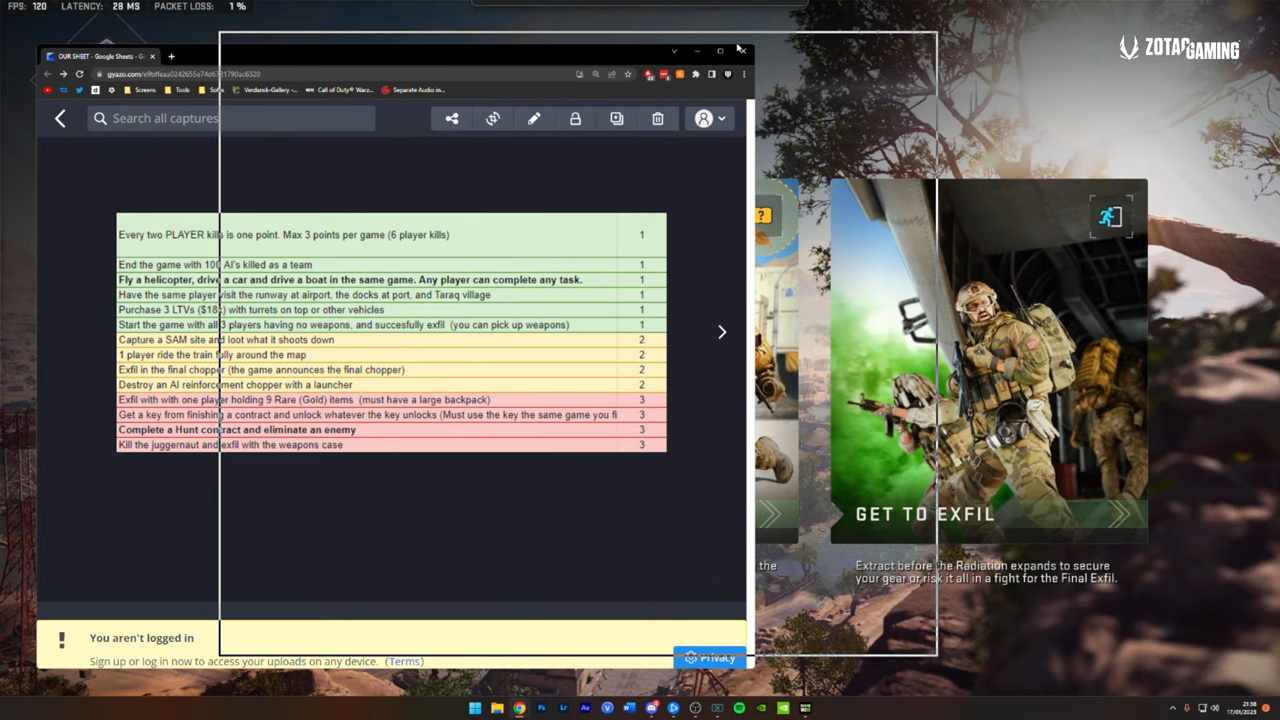 FPS: 120 LATENCY: 28 MS PACKET LOSS: 1 %
ZOTAC GAMING
OUR SHEET - Google Sheets - G
Screens Tools Verdansk-Gallery -... Call of Duty® Warz... Separate Audio in...
Search all captures
Every two PLAYER kills is one point. Max 3 points per game (6 player kills) 1
End the game with 100 AI's killed as a team 1
Fly a helicopter, drive a car and drive a boat in the same game. Any player can complete any task. 1
Have the same player visit the runway at airport, the docks at port, and Taraq village 1
Purchase 3 LTVs ($18k) with turrets on top or other vehicles 1
Start the game with all 3 players having no weapons, and succesfully exfil (you can pick up weapons) 1
Capture a SAM site and loot what it shoots down 2
1 player ride the train fully around the map 2
Exfil in the final chopper (the game announces the final chopper) 2
Destroy an AI reinforcement chopper with a launcher 2
Exfil with with one player holding 9 Rare (Gold) items (must have a large backpack) 3
Get a key from finishing a contract and unlock whatever the key unlocks (Must use the key the same game you fi 3
Complete a Hunt contract and eliminate an enemy 3
Kill the juggernaut and exfil with the weapons case 3
GET TO EXFIL
the
Extract before the Radiation expands to secure
your gear or risk it all in a fight for the Final Exfil.
You aren't logged in
Sign up or log in now to access your uploads on any device. (Terms)
Privacy
21:38
17/01/2023